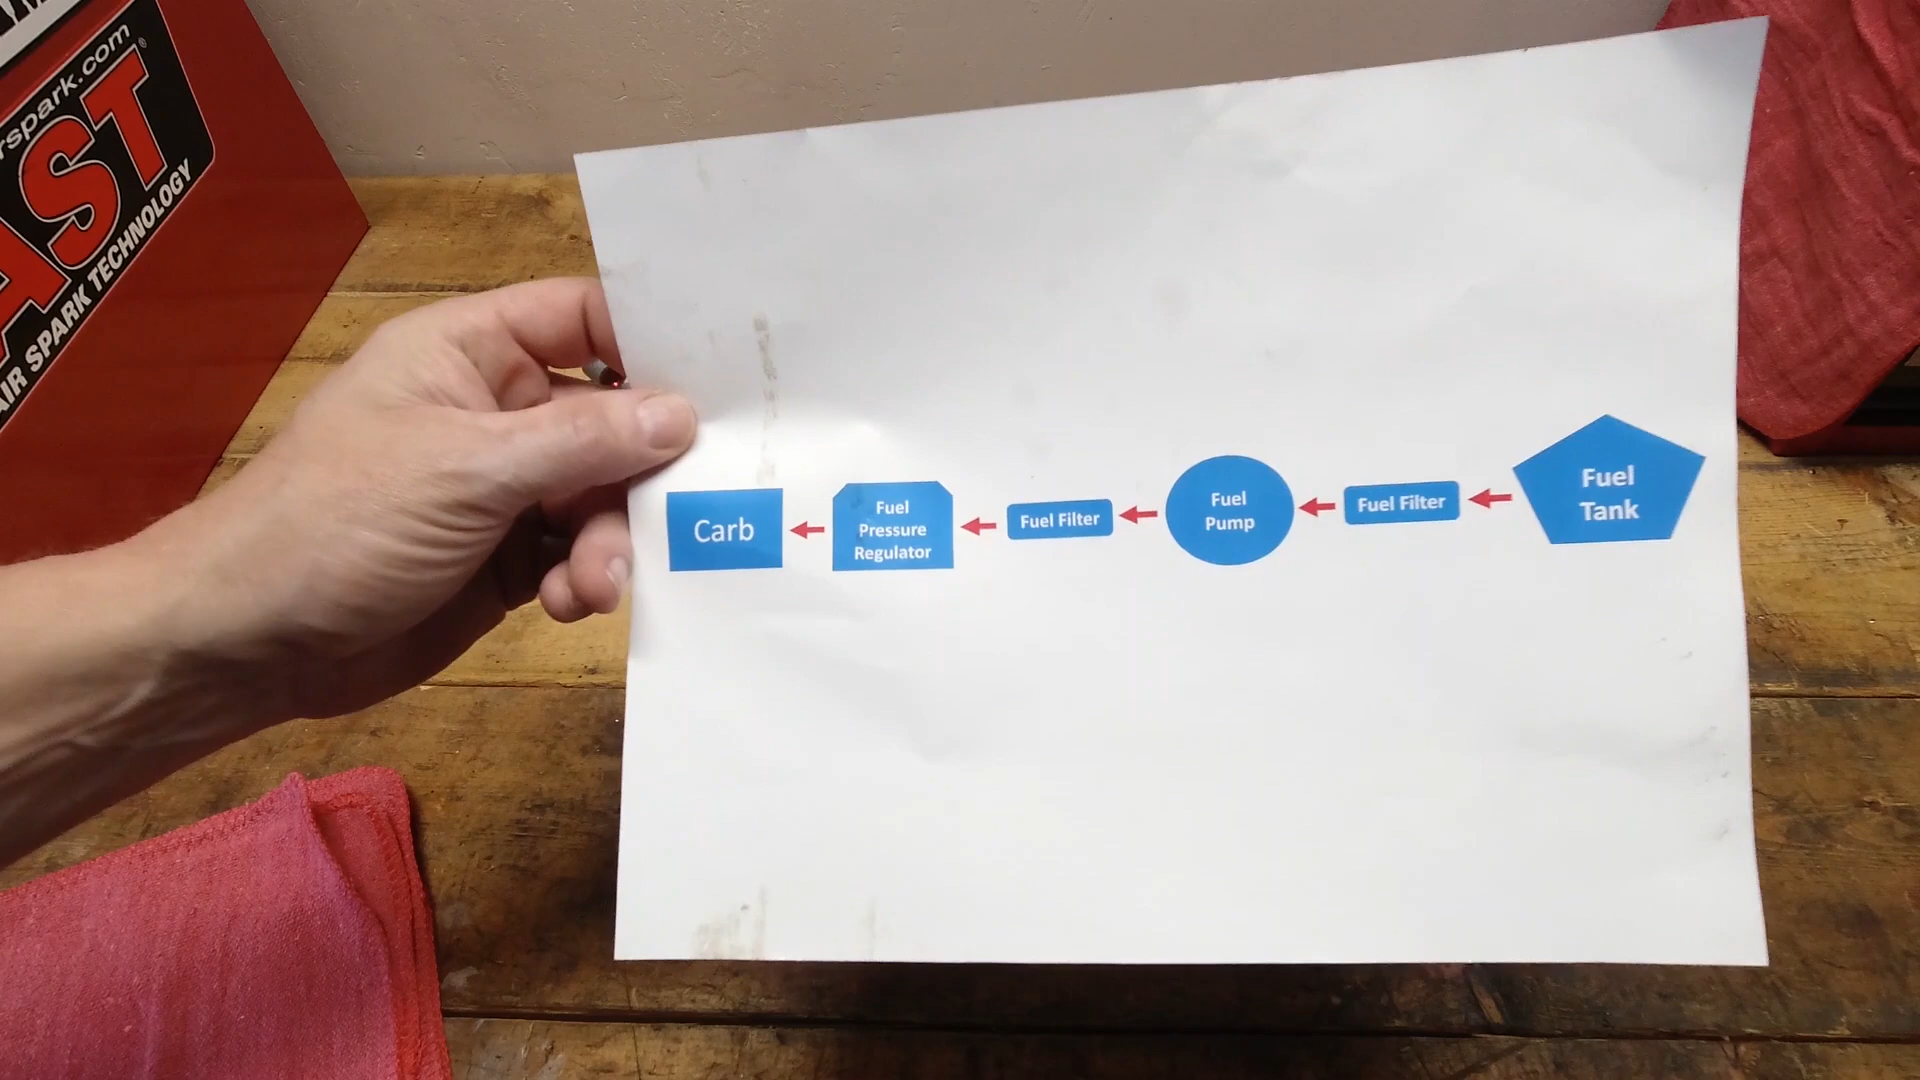 rspark.com
AST
AIR SPARK TECHNOLOGY
Carb
Fuel
Pressure
Regulator
Fuel Filter
Fuel
Pump
Fuel Filter
Fuel
Tank